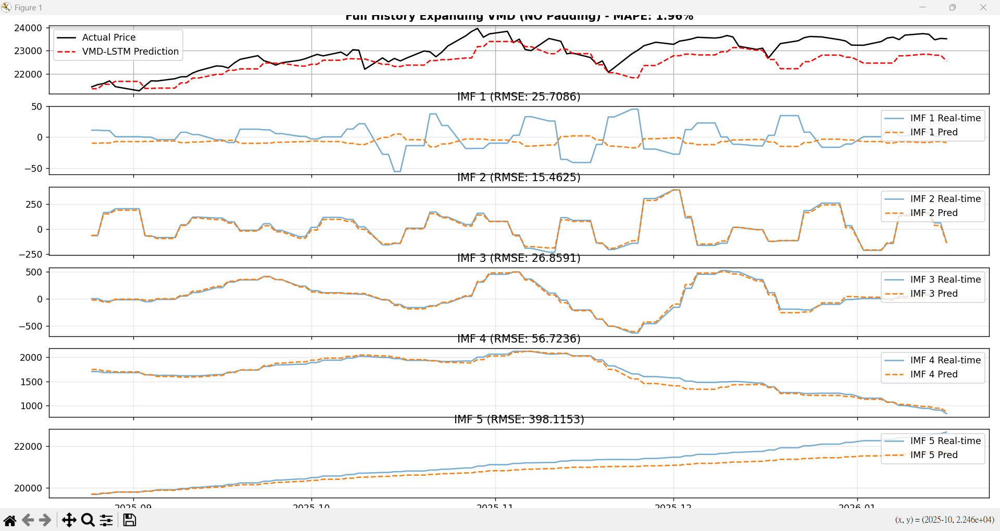 Figure 1
Full History Expanding VMD (NO Padding) - MAPE: 1.96%
24000
23000
22000
Actual Price
VMD-LSTM Prediction
IMF 1 (RMSE: 25.7086)
50
0
−50
IMF 1 Real-time
IMF 1 Pred
IMF 2 (RMSE: 15.4625)
250
0
−250
IMF 2 Real-time
IMF 2 Pred
IMF 3 (RMSE: 26.8591)
500
0
−500
IMF 3 Real-time
IMF 3 Pred
IMF 4 (RMSE: 56.7236)
2000
1500
1000
IMF 4 Real-time
IMF 4 Pred
IMF 5 (RMSE: 398.1153)
22000
20000
IMF 5 Real-time
IMF 5 Pred
2025-09 2025-10 2025-11 2025-12 2026-01
(x, y) = (2025-10, 2.246e+04)